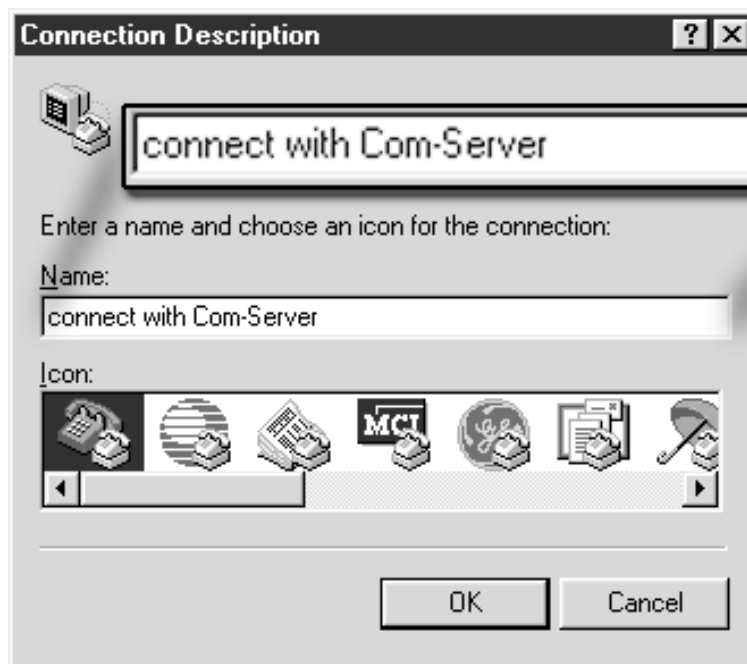 Connection Description
connect with Com-Server
Enter a name and choose an icon for the connection:
Name:
connect with Com-Server
Icon:
MCI
OK
Cancel